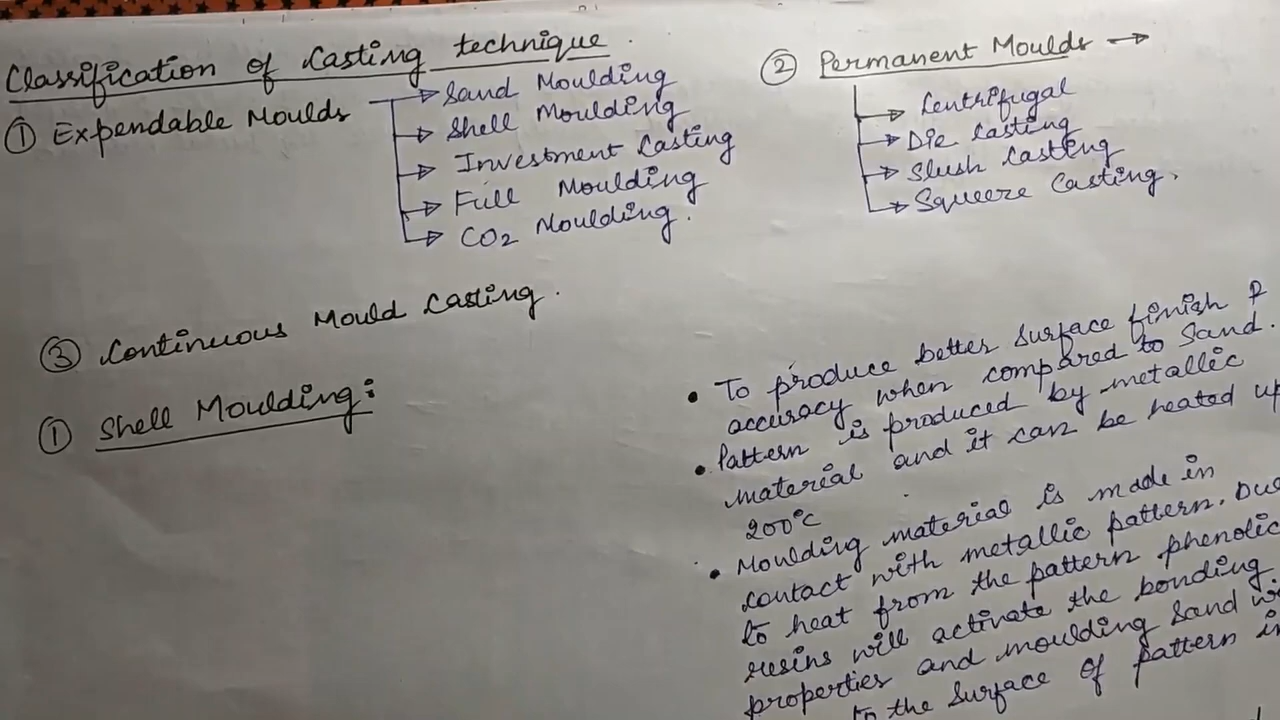 Classification of Casting technique.
① Expendable Moulds
Sand Moulding
Shell Moulding
Investment Casting
Full Moulding
CO2 Moulding.
② Permanent Moulds →
Centrifugal
Die Casting
Slush Casting
Squeeze Casting.
③ Continuous Mould Casting.
① Shell Moulding:
• To produce better surface finish &
accuracy when compared to Sand.
• Pattern is produced by metallic
material and it can be heated up
200°C
• Moulding material is made in
contact with metallic pattern. Due
to heat from the pattern phenolic
resins will activate the bonding
properties and moulding sand
to the surface of pattern in